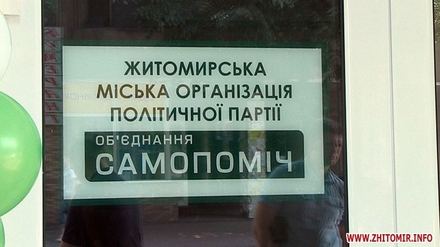 ЖИТОМИРСЬКА
МІСЬКА ОРГАНІЗАЦІЯ
ПОЛІТИЧНОЇ ПАРТІЇ
ОБ'ЄДНАННЯ
САМОПОМІЧ
WWW.ZHITOMIR.INFO